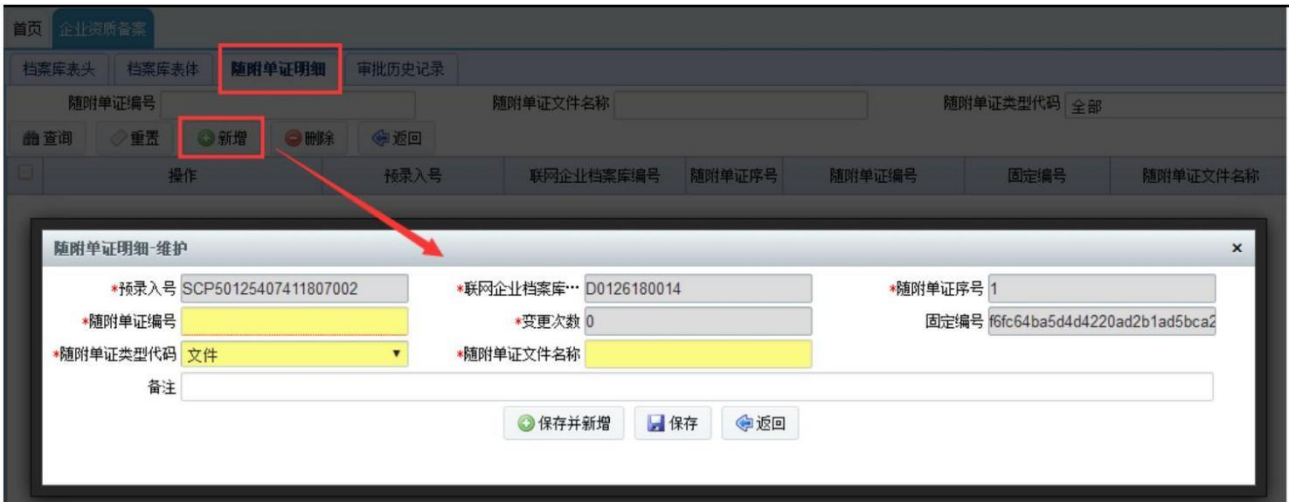 首页 企业资质备案
档案库表头 档案库表体 随附单证明细 审批历史记录
随附单证编号 随附单证文件名称 随附单证类型代码 全部
查询 重置 新增 删除 返回
操作 预录入号 联网企业档案库编号 随附单证序号 随附单证编号 固定编号 随附单证文件名称
随附单证明细-维护 ×
*预录入号 SCP50125407411807002 *联网企业档案库… D0126180014 *随附单证序号 1
*随附单证编号 *变更次数 0 固定编号 f6fc64ba5d4d4220ad2b1ad5bca2
*随附单证类型代码 文件 *随附单证文件名称
备注
保存并新增 保存 返回